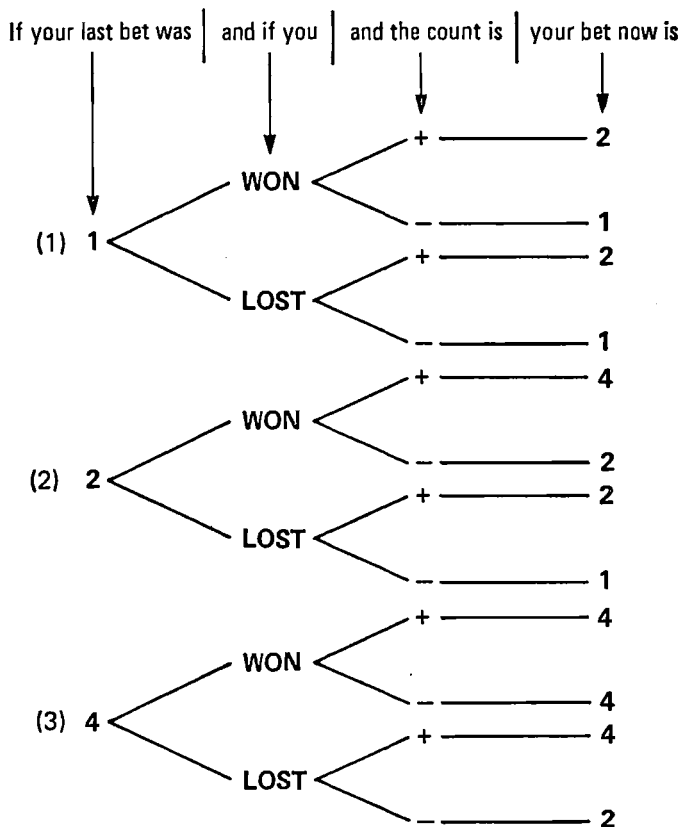 If your last bet was | and if you | and the count is | your bet now is
+ 2
WON
− 1
(1) 1
+ 2
LOST
− 1
+ 4
WON
− 2
(2) 2
+ 2
LOST
− 1
+ 4
WON
− 4
(3) 4
+ 4
LOST
− 2